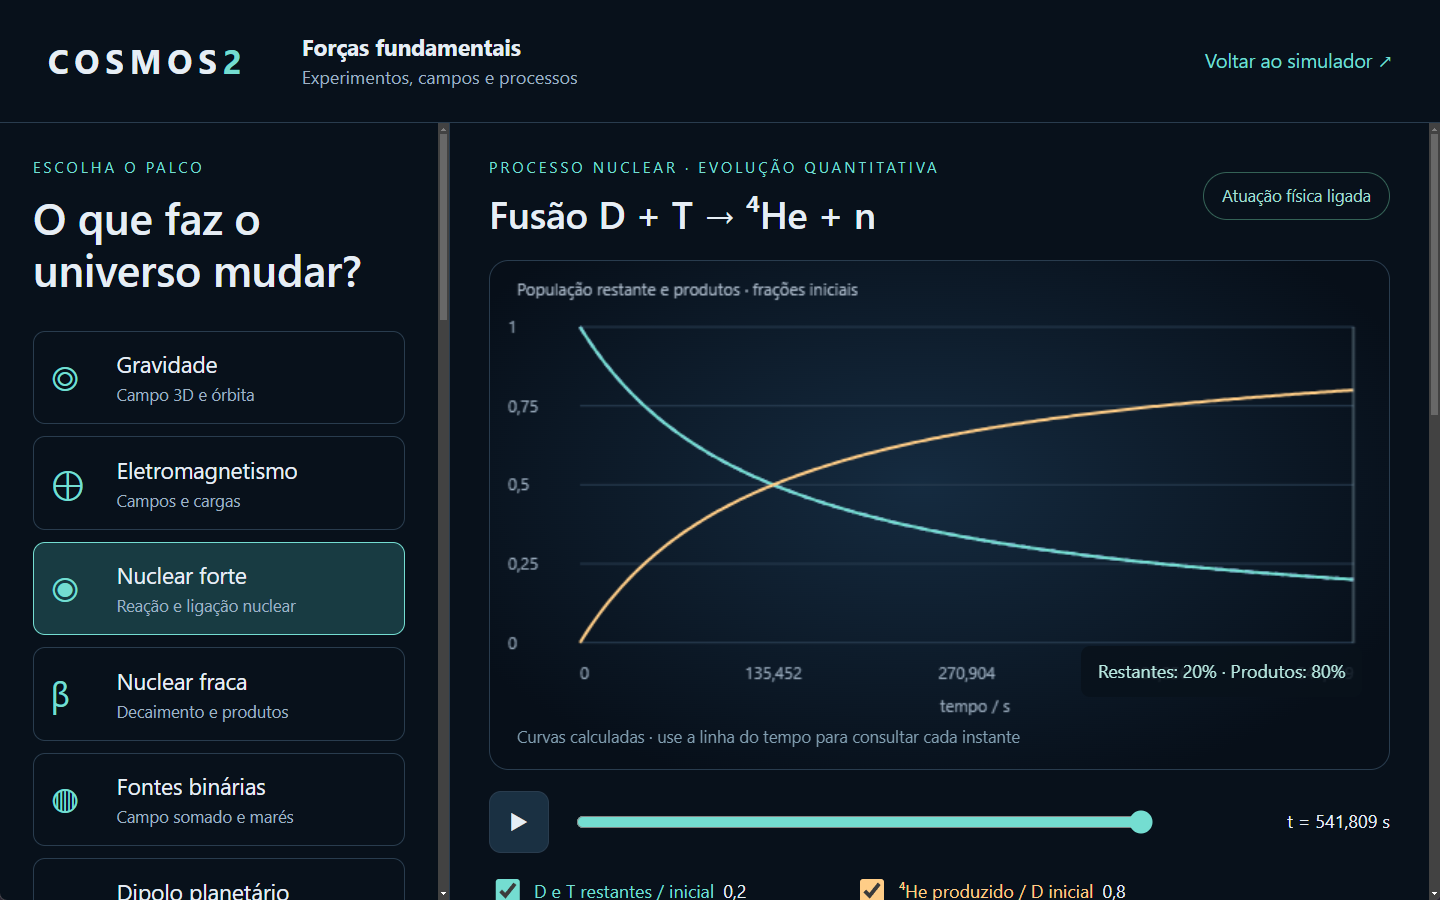 COSMOS2
Forças fundamentais
Experimentos, campos e processos
Voltar ao simulador ↗
ESCOLHA O PALCO
O que faz o
universo mudar?
Gravidade
Campo 3D e órbita
Eletromagnetismo
Campos e cargas
Nuclear forte
Reação e ligação nuclear
β
Nuclear fraca
Decaimento e produtos
Fontes binárias
Campo somado e marés
Dipolo planetário
PROCESSO NUCLEAR · EVOLUÇÃO QUANTITATIVA
Fusão D + T → ⁴He + n
Atuação física ligada
População restante e produtos · frações iniciais
1
0,75
0,5
0,25
0
0 135,452 270,904
Restantes: 20% · Produtos: 80%
tempo / s
Curvas calculadas · use a linha do tempo para consultar cada instante
t = 541,809 s
D e T restantes / inicial 0,2
⁴He produzido / D inicial 0,8